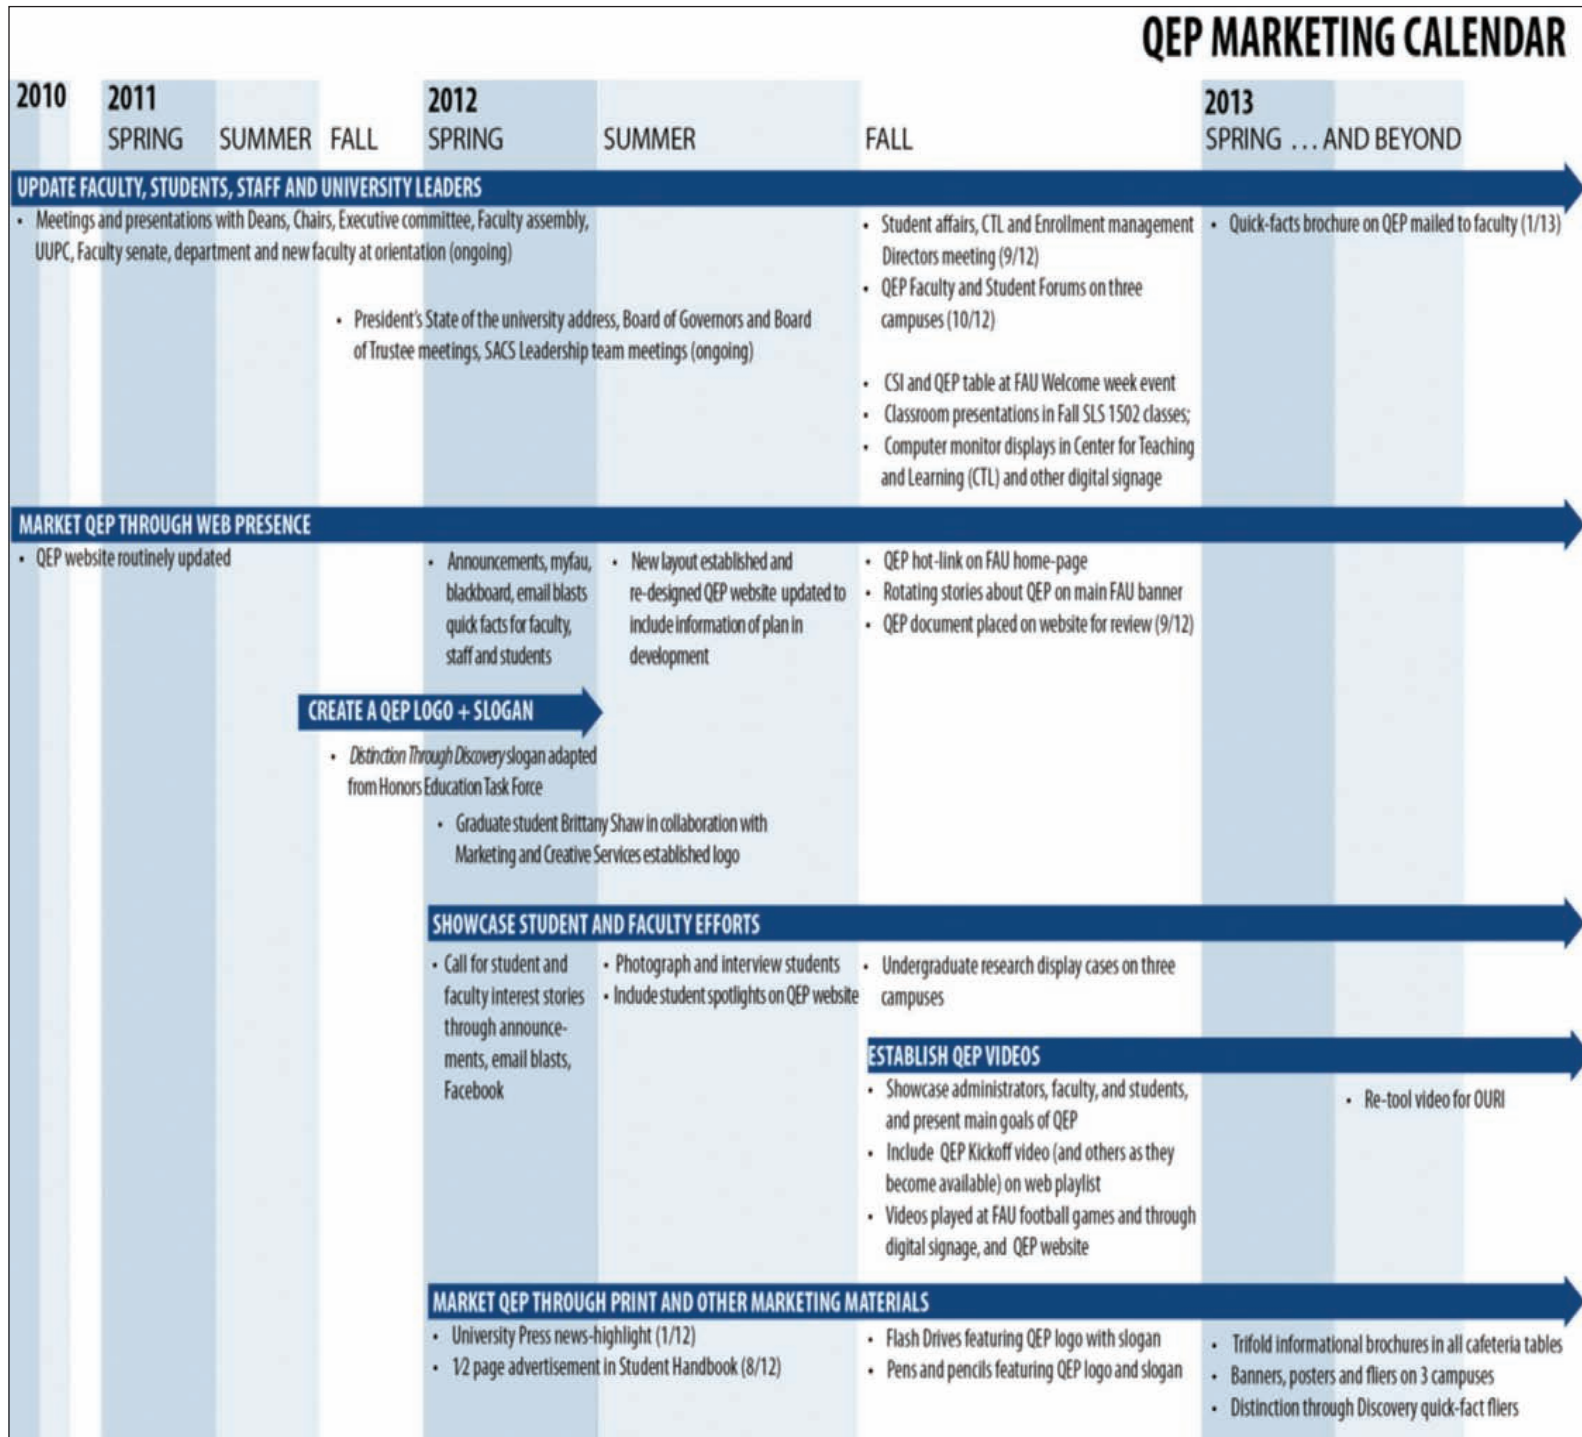 QEP MARKETING CALENDAR
2010
2011
2012
2013
SPRING
SUMMER
FALL
SPRING
SUMMER
FALL
SPRING … AND BEYOND
UPDATE FACULTY, STUDENTS, STAFF AND UNIVERSITY LEADERS
• Meetings and presentations with Deans, Chairs, Executive committee, Faculty assembly,
UUPC, Faculty senate, department and new faculty at orientation (ongoing)
• President's State of the university address, Board of Governors and Board
of Trustee meetings, SACS Leadership team meetings (ongoing)
• Student affairs, CTL and Enrollment management
Directors meeting (9/12)
• QEP Faculty and Student Forums on three
campuses (10/12)
• CSI and QEP table at FAU Welcome week event
• Classroom presentations in Fall SLS 1502 classes;
• Computer monitor displays in Center for Teaching
and Learning (CTL) and other digital signage
• Quick-facts brochure on QEP mailed to faculty (1/13)
MARKET QEP THROUGH WEB PRESENCE
• QEP website routinely updated
• Announcements, myfau,
blackboard, email blasts
quick facts for faculty,
staff and students
• New layout established and
re-designed QEP website updated to
include information of plan in
development
• QEP hot-link on FAU home-page
• Rotating stories about QEP on main FAU banner
• QEP document placed on website for review (9/12)
CREATE A QEP LOGO + SLOGAN
• Distinction Through Discovery slogan adapted
from Honors Education Task Force
• Graduate student Brittany Shaw in collaboration with
Marketing and Creative Services established logo
SHOWCASE STUDENT AND FACULTY EFFORTS
• Call for student and
faculty interest stories
through announce-
ments, email blasts,
Facebook
• Photograph and interview students
• Include student spotlights on QEP website
• Undergraduate research display cases on three
campuses
ESTABLISH QEP VIDEOS
• Showcase administrators, faculty, and students,
and present main goals of QEP
• Include QEP Kickoff video (and others as they
become available) on web playlist
• Videos played at FAU football games and through
digital signage, and QEP website
• Re-tool video for OURI
MARKET QEP THROUGH PRINT AND OTHER MARKETING MATERIALS
• University Press news-highlight (1/12)
• 1⁄2 page advertisement in Student Handbook (8/12)
• Flash Drives featuring QEP logo with slogan
• Pens and pencils featuring QEP logo and slogan
• Trifold informational brochures in all cafeteria tables
• Banners, posters and fliers on 3 campuses
• Distinction through Discovery quick-fact fliers